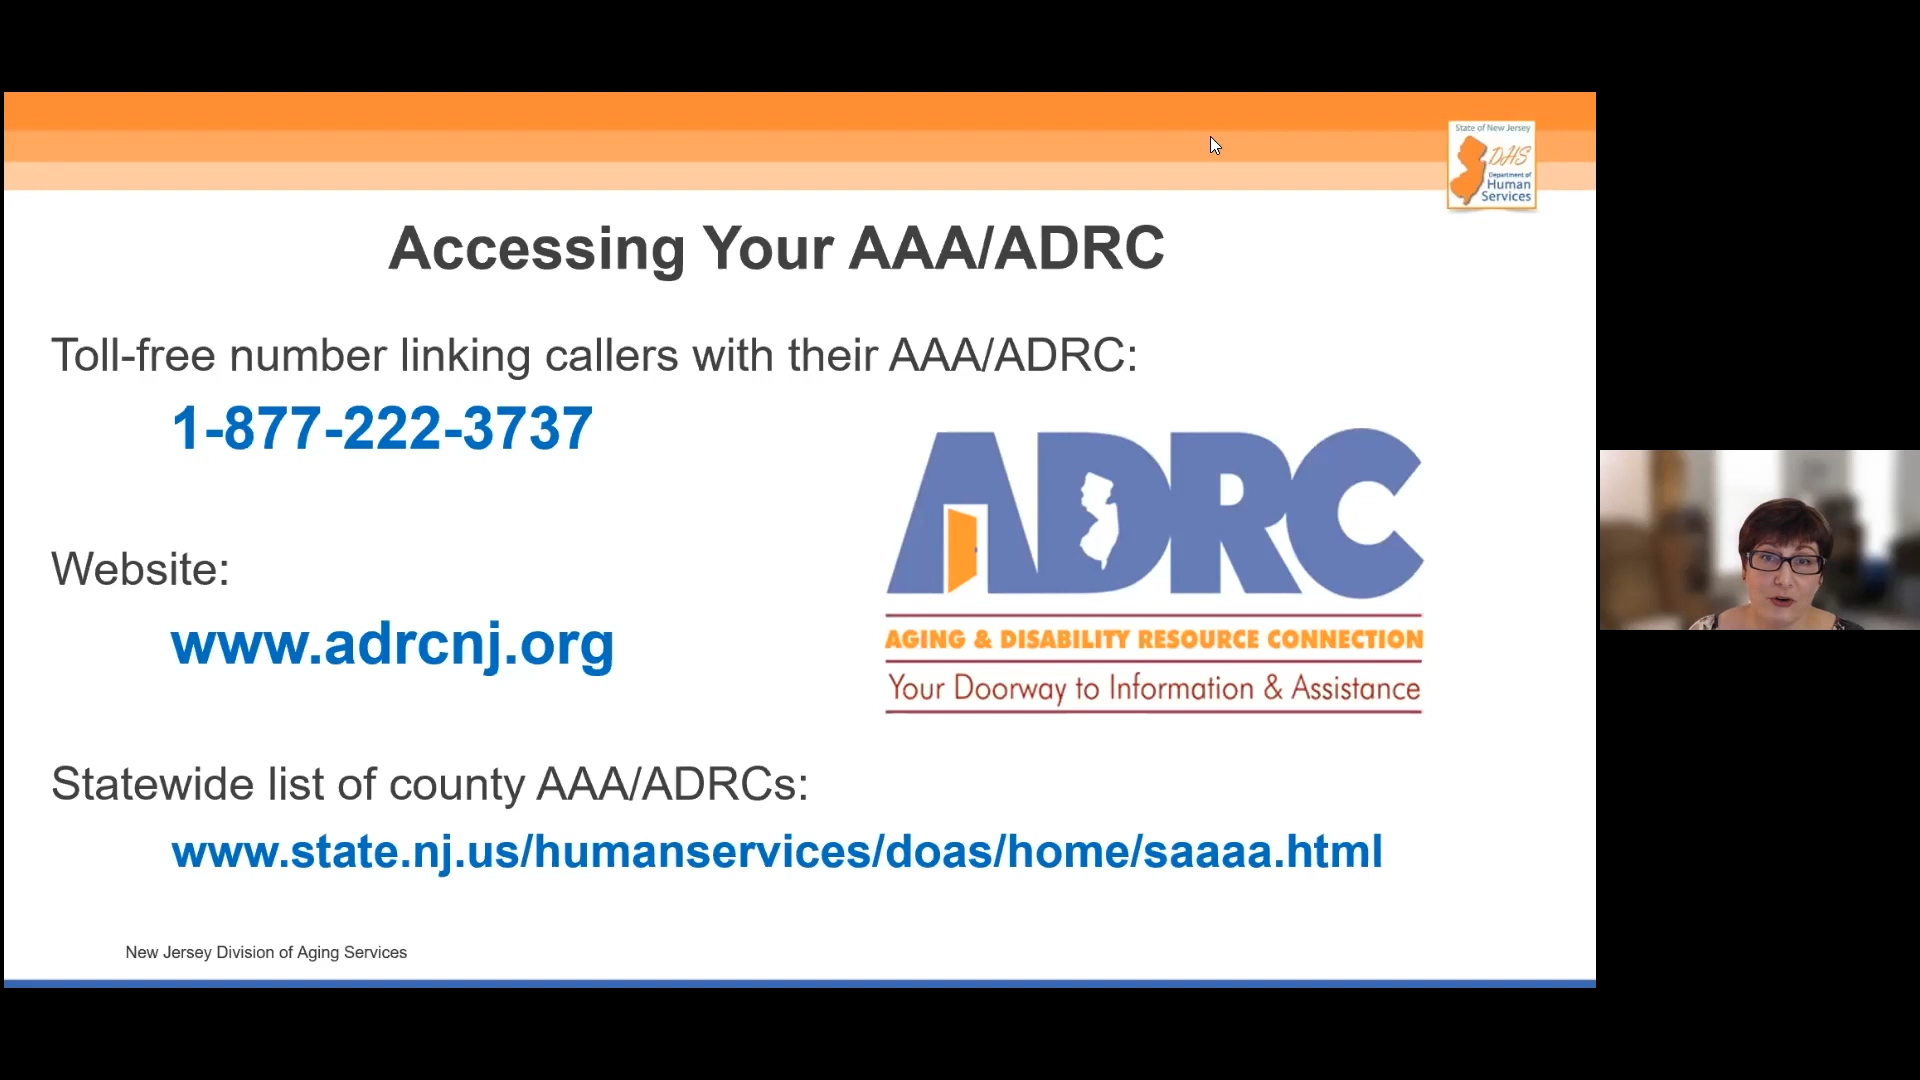 State of New Jersey
DHS
Department of
Human
Services
Accessing Your AAA/ADRC
Toll-free number linking callers with their AAA/ADRC:
1-877-222-3737
Website:
www.adrcnj.org
ADRC
AGING & DISABILITY RESOURCE CONNECTION
Your Doorway to Information & Assistance
Statewide list of county AAA/ADRCs:
www.state.nj.us/humanservices/doas/home/saaaa.html
New Jersey Division of Aging Services